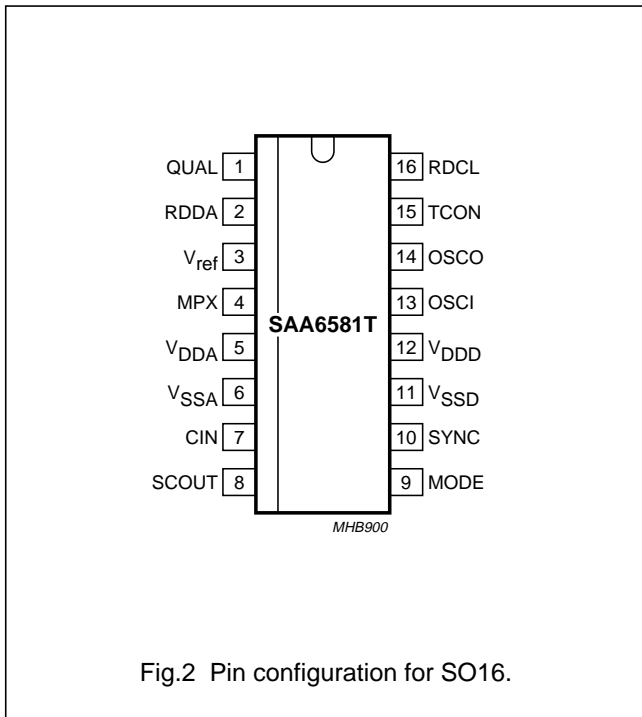 QUAL 1 16 RDCL
RDDA 2 15 TCON
Vref 3 14 OSCO
MPX 4 13 OSCI
SAA6581T
VDDA 5 12 VDDD
VSSA 6 11 VSSD
CIN 7 10 SYNC
SCOUT 8 9 MODE
MHB900
Fig.2 Pin configuration for SO16.